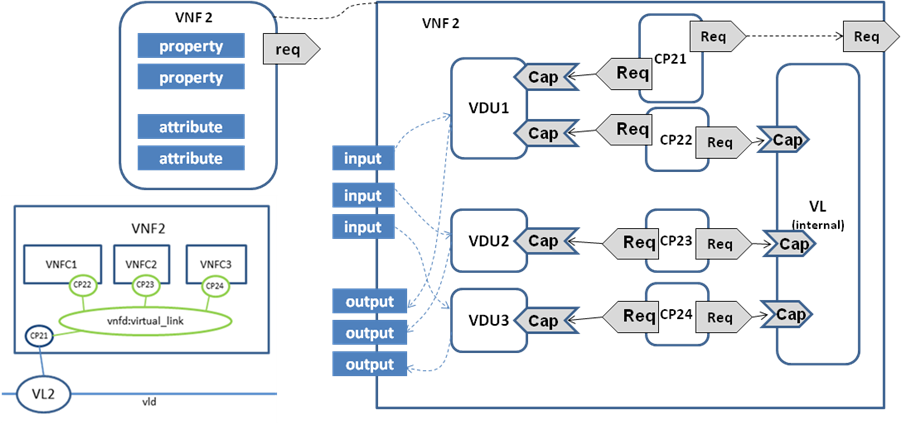 VNF 2
property
property
attribute
attribute
req
VNF2
VNFC1
VNFC2
VNFC3
CP22
CP23
CP24
vnfd:virtual_link
CP21
VL2
vld
VNF 2
input
input
input
output
output
output
VDU1
Cap
Req
CP21
Req
Req
Cap
Req
CP22
Req
Cap
VDU2
Cap
Req
CP23
Req
Cap
VDU3
Cap
Req
CP24
Req
Cap
VL
(internal)